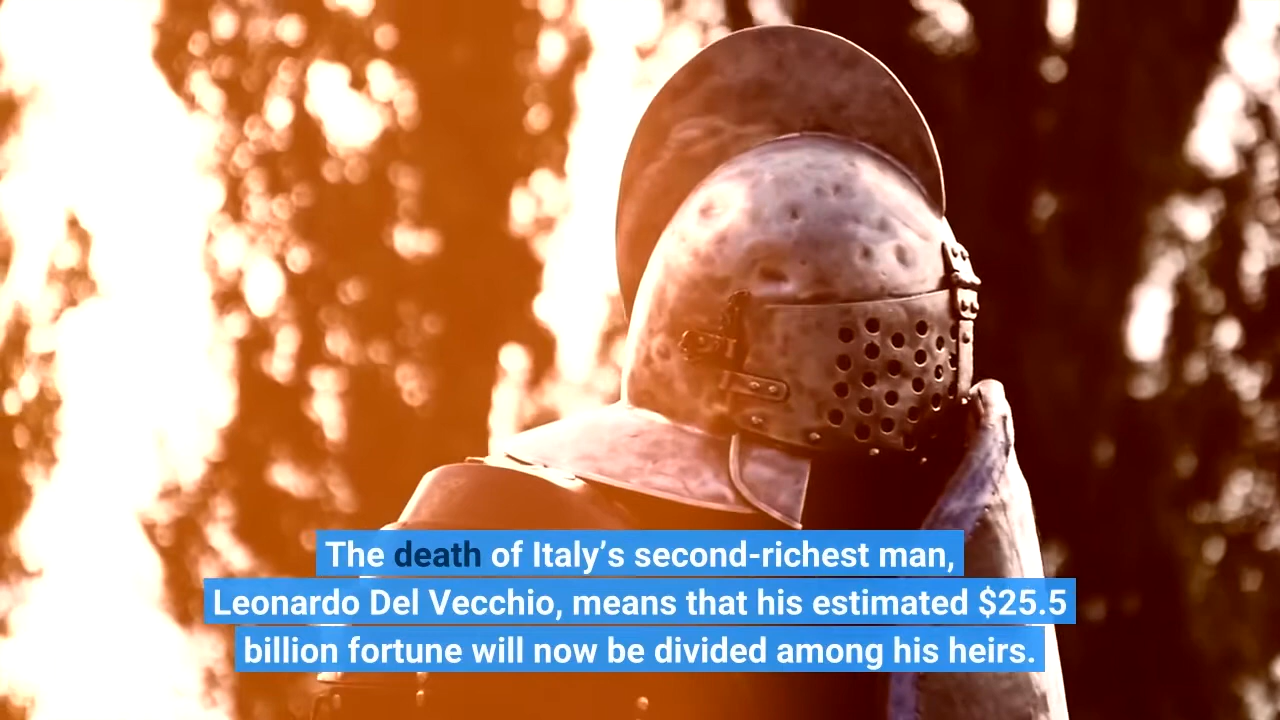 The death of Italy’s second-richest man,
Leonardo Del Vecchio, means that his estimated $25.5
billion fortune will now be divided among his heirs.